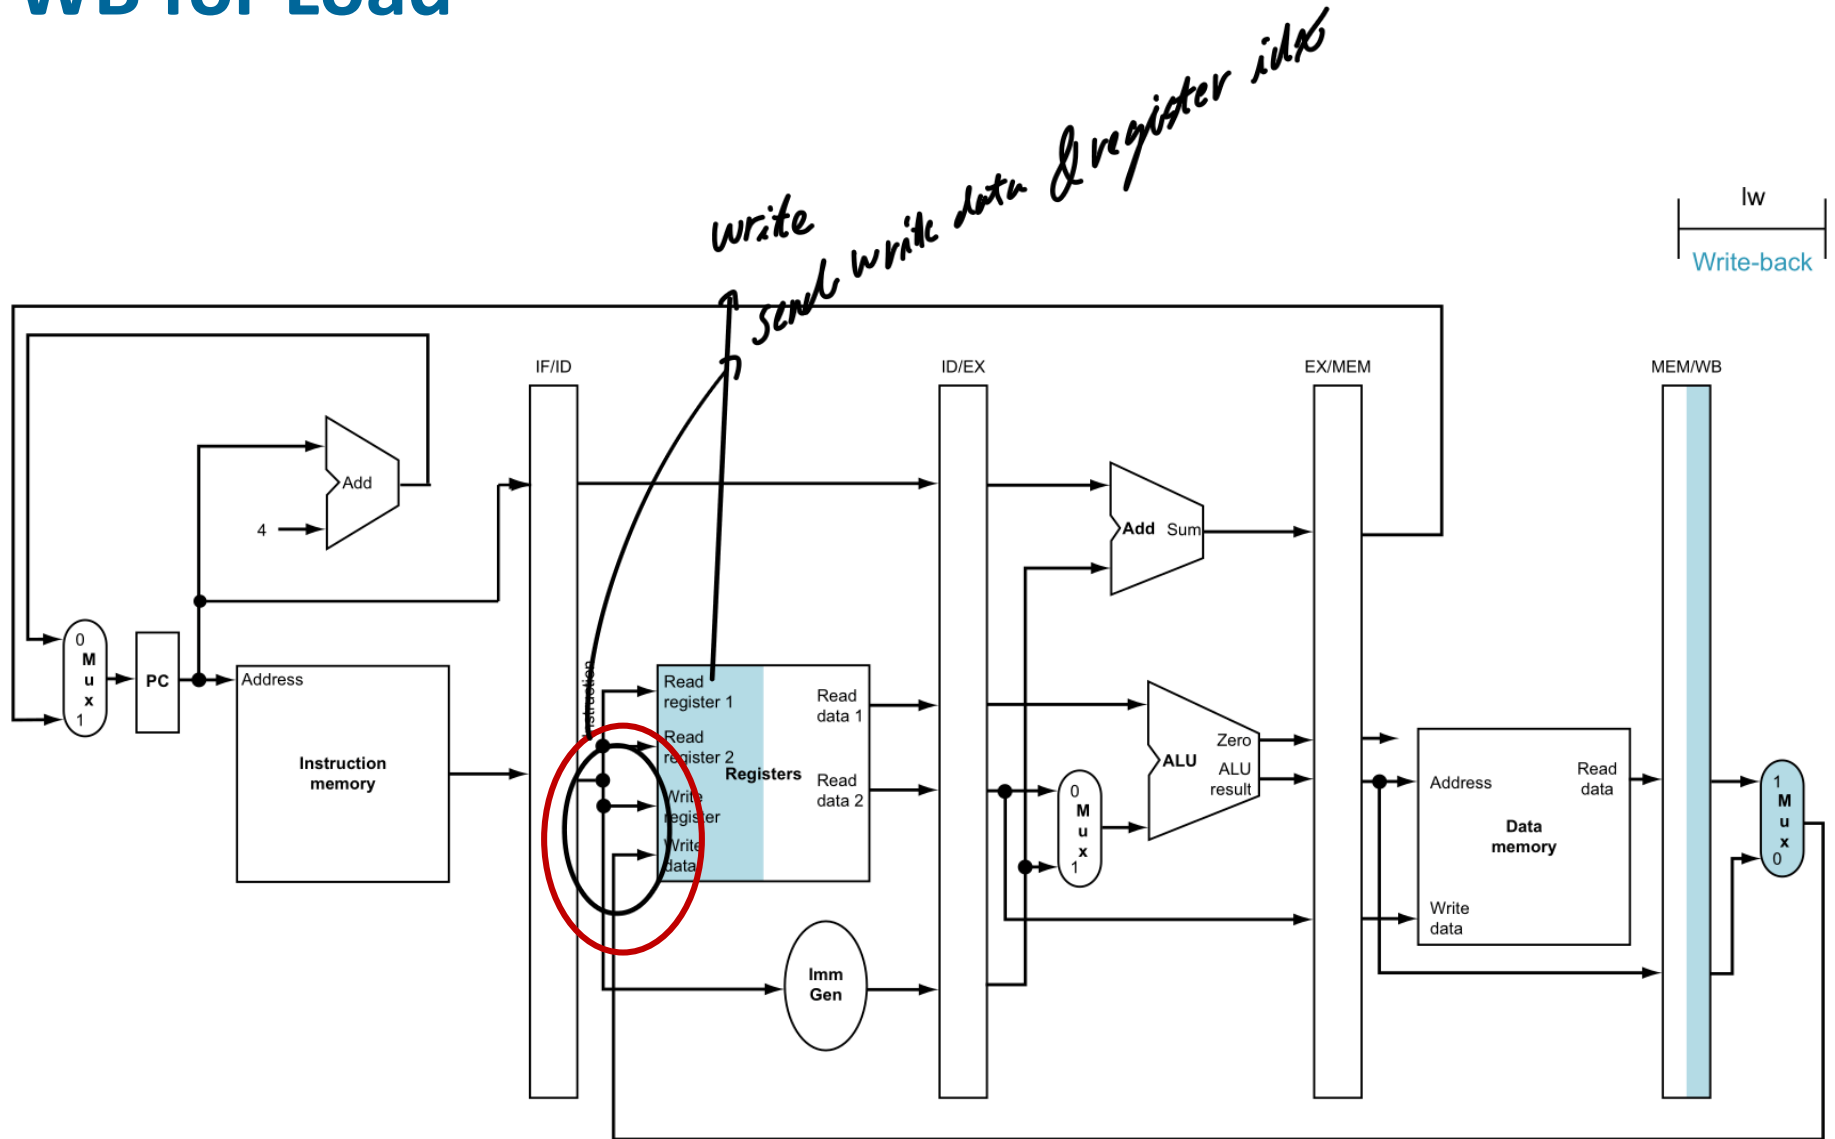 WB for Load
write
send write data & register idx
lw
Write-back
IF/ID
ID/EX
EX/MEM
MEM/WB
Add
4
Add Sum
0
M
u
x
1
PC
Address
Instruction
memory
Instruction
Read
register 1
Read
register 2
Write
register
Write
data
Registers
Read
data 1
Read
data 2
Imm
Gen
0
M
u
x
1
ALU
Zero
ALU
result
Address
Read
data
Data
memory
Write
data
1
M
u
x
0